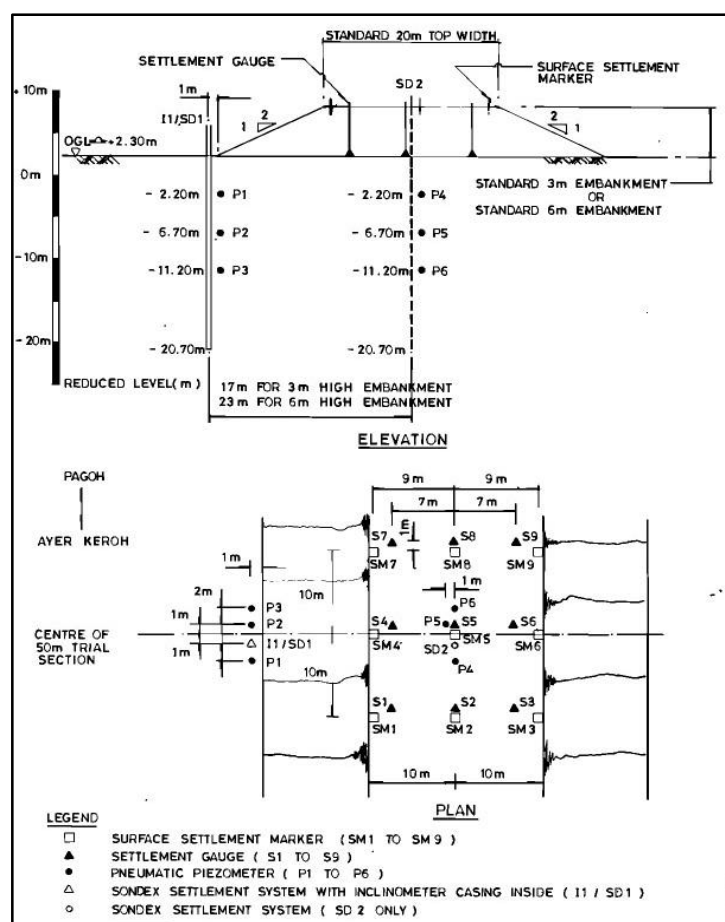 STANDARD 20m TOP WIDTH
SETTLEMENT GAUGE
SURFACE SETTLEMENT
MARKER
SD 2
+10m
1m
I1/SD1
2
1
2
1
OGL +2.30m
0m
STANDARD 3m EMBANKMENT
OR
STANDARD 6m EMBANKMENT
- 2.20m P1
- 2.20m P4
- 6.70m P2
- 6.70m P5
-10m
-11.20m P3
-11.20m P6
-20m
-20.70m
-20.70m
REDUCED LEVEL(m)
17m FOR 3m HIGH EMBANKMENT
23m FOR 6m HIGH EMBANKMENT
ELEVATION
PAGOH
AYER KEROH
9 m 9 m
7m 7m
S7 1m S8 S9
SM7 SM8 SM9
1m
2m
10m
1m
P3
P6
1m
P2
S4 P5 S5 S6
CENTRE OF
50m TRIAL
SECTION
I1/SD1
SM4 SM5 SM6
SD2
1m
P1
P4
10m
S1 S2 S3
SM1 SM2 SM3
10m 10m
PLAN
LEGEND
SURFACE SETTLEMENT MARKER (SM1 TO SM9)
SETTLEMENT GAUGE (S1 TO S9)
PNEUMATIC PIEZOMETER (P1 TO P6)
SONDEX SETTLEMENT SYSTEM WITH INCLINOMETER CASING INSIDE (I1 / SD1)
SONDEX SETTLEMENT SYSTEM (SD 2 ONLY)